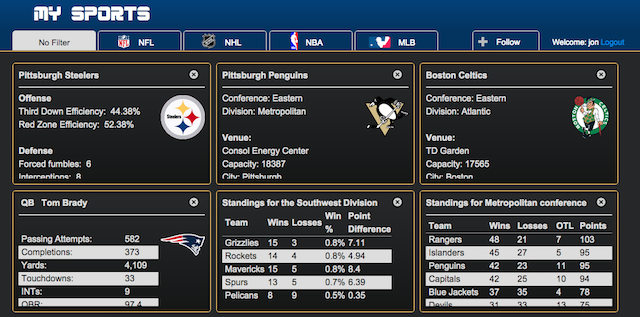 MY SPORTS
No Filter NFL NHL NBA MLB Follow Welcome: jon Logout
Pittsburgh Steelers
Offense
Third Down Efficiency: 44.38%
Red Zone Efficiency: 52.38%
Defense
Forced fumbles: 6
Interceptions: 8
Steelers
Pittsburgh Penguins
Conference: Eastern
Division: Metropolitan
Venue:
Consol Energy Center
Capacity: 18387
City: Pittsburgh
Boston Celtics
Conference: Eastern
Division: Atlantic
Venue:
TD Garden
Capacity: 17565
City: Boston
QB Tom Brady
Passing Attempts: 582
Completions: 373
Yards: 4,109
Touchdowns: 33
INTs: 9
QBR: 97.4
Standings for the Southwest Division
Team Wins Losses Win % Point Difference
Grizzlies 15 3 0.8% 7.11
Rockets 14 4 0.8% 4.94
Mavericks 15 5 0.8% 8.4
Spurs 13 5 0.7% 6.39
Pelicans 8 9 0.5% 0.35
Standings for Metropolitan conference
Team Wins Losses OTL Points
Rangers 48 21 7 103
Islanders 45 27 5 95
Penguins 42 23 11 95
Capitals 42 25 10 94
Blue Jackets 37 35 4 78
Devils 31 33 13 75